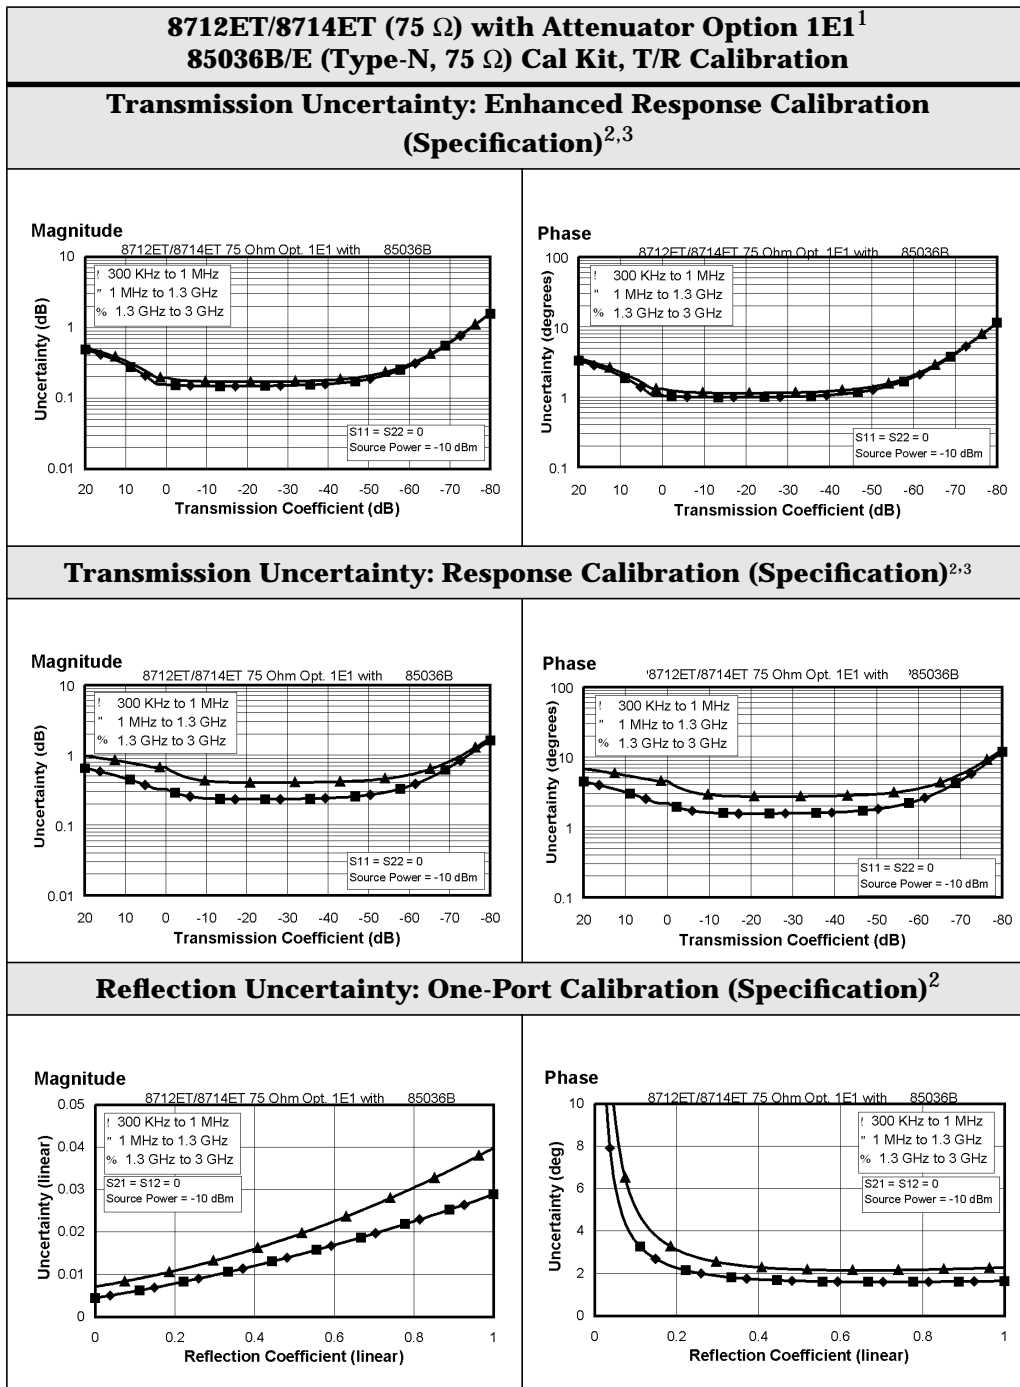 8712ET/8714ET (75 Ω) with Attenuator Option 1E1¹
85036B/E (Type-N, 75 Ω) Cal Kit, T/R Calibration
Transmission Uncertainty: Enhanced Response Calibration
(Specification)²,³
Magnitude
8712ET/8714ET 75 Ohm Opt. 1E1 with 85036B
! 300 KHz to 1 MHz
" 1 MHz to 1.3 GHz
% 1.3 GHz to 3 GHz
S11 = S22 = 0
Source Power = -10 dBm
Uncertainty (dB)
10
1
0.1
0.01
20 10 0 -10 -20 -30 -40 -50 -60 -70 -80
Transmission Coefficient (dB)
Phase
8712ET/8714ET 75 Ohm Opt. 1E1 with 85036B
! 300 KHz to 1 MHz
" 1 MHz to 1.3 GHz
% 1.3 GHz to 3 GHz
S11 = S22 = 0
Source Power = -10 dBm
Uncertainty (degrees)
100
10
1
0.1
20 10 0 -10 -20 -30 -40 -50 -60 -70 -80
Transmission Coefficient (dB)
Transmission Uncertainty: Response Calibration (Specification)²,³
Magnitude
8712ET/8714ET 75 Ohm Opt. 1E1 with 85036B
! 300 KHz to 1 MHz
" 1 MHz to 1.3 GHz
% 1.3 GHz to 3 GHz
S11 = S22 = 0
Source Power = -10 dBm
Uncertainty (dB)
10
1
0.1
0.01
20 10 0 -10 -20 -30 -40 -50 -60 -70 -80
Transmission Coefficient (dB)
Phase
'8712ET/8714ET 75 Ohm Opt. 1E1 with '85036B
! 300 KHz to 1 MHz
" 1 MHz to 1.3 GHz
% 1.3 GHz to 3 GHz
S11 = S22 = 0
Source Power = -10 dBm
Uncertainty (degrees)
100
10
1
0.1
20 10 0 -10 -20 -30 -40 -50 -60 -70 -80
Transmission Coefficient (dB)
Reflection Uncertainty: One-Port Calibration (Specification)²
Magnitude
8712ET/8714ET 75 Ohm Opt. 1E1 with 85036B
! 300 KHz to 1 MHz
" 1 MHz to 1.3 GHz
% 1.3 GHz to 3 GHz
S21 = S12 = 0
Source Power = -10 dBm
Uncertainty (linear)
0.05
0.04
0.03
0.02
0.01
0
0 0.2 0.4 0.6 0.8 1
Reflection Coefficient (linear)
Phase
8712ET/8714ET 75 Ohm Opt. 1E1 with 85036B
! 300 KHz to 1 MHz
" 1 MHz to 1.3 GHz
% 1.3 GHz to 3 GHz
S21 = S12 = 0
Source Power = -10 dBm
Uncertainty (deg)
10
8
6
4
2
0
0 0.2 0.4 0.6 0.8 1
Reflection Coefficient (linear)